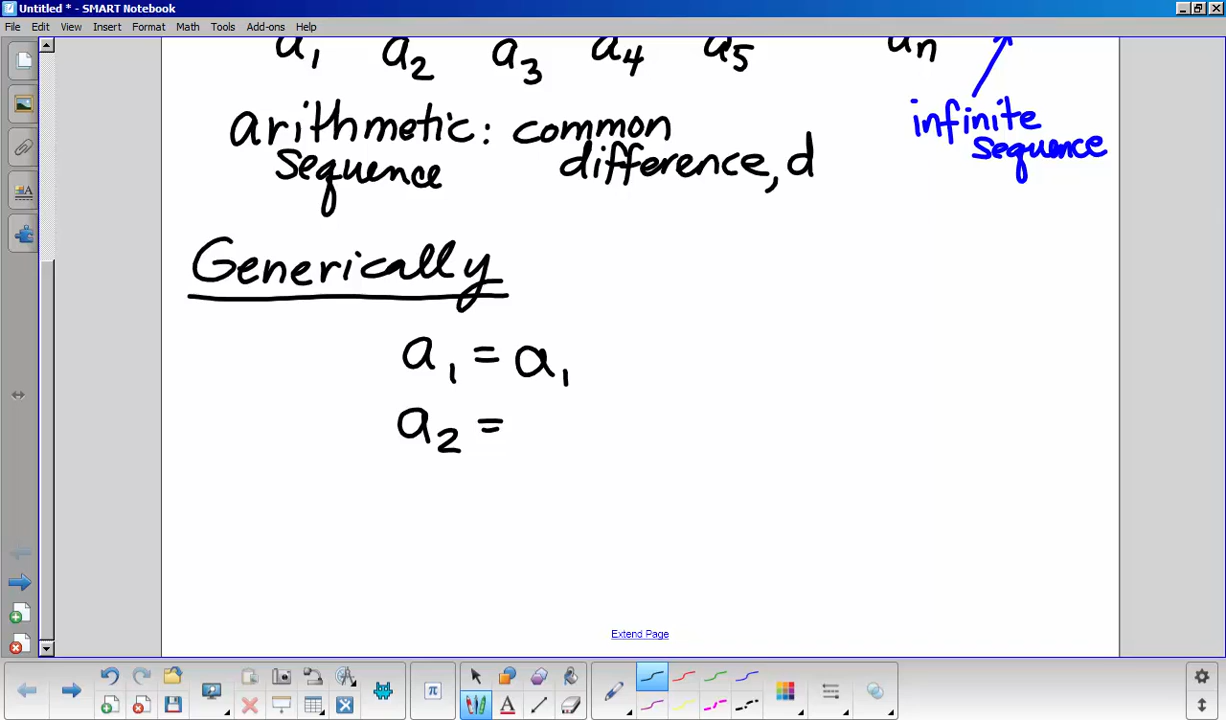 Untitled * - SMART Notebook
File Edit View Insert Format Math Tools Add-ons Help
a1 a2 a3 a4 a5 an
arithmetic: common
sequence difference, d
infinite
sequence
Generically
a1 = a1
a2 =
Extend Page